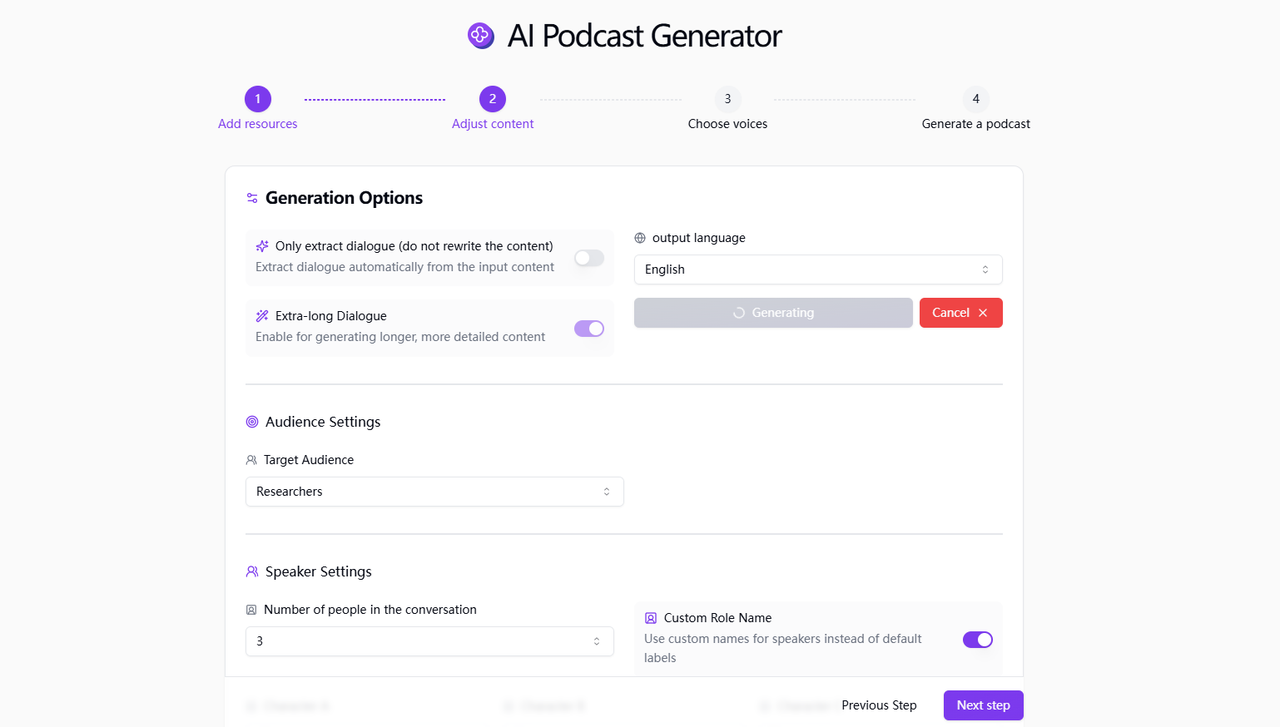 AI Podcast Generator
1
2
3
4
Add resources
Adjust content
Choose voices
Generate a podcast
Generation Options
Only extract dialogue (do not rewrite the content)
Extract dialogue automatically from the input content
output language
English
Generating
Cancel
Extra-long Dialogue
Enable for generating longer, more detailed content
Audience Settings
Target Audience
Researchers
Speaker Settings
Number of people in the conversation
3
Custom Role Name
Use custom names for speakers instead of default
labels
Previous Step
Next step